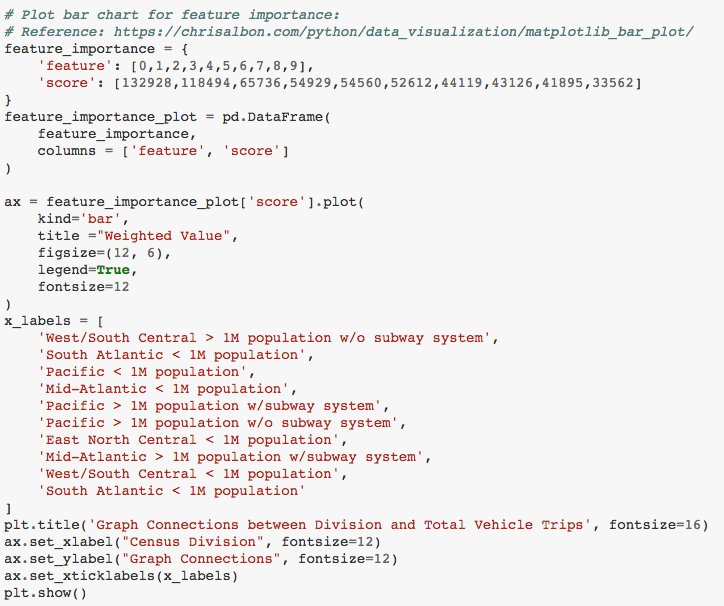 # Plot bar chart for feature importance:
# Reference: https://chrisalbon.com/python/data_visualization/matplotlib_bar_plot/
feature_importance = {
    'feature': [0,1,2,3,4,5,6,7,8,9],
    'score': [132928,118494,65736,54929,54560,52612,44119,43126,41895,33562]
}
feature_importance_plot = pd.DataFrame(
    feature_importance,
    columns = ['feature', 'score']
)

ax = feature_importance_plot['score'].plot(
    kind='bar',
    title ="Weighted Value",
    figsize=(12, 6),
    legend=True,
    fontsize=12
)
x_labels = [
    'West/South Central > 1M population w/o subway system',
    'South Atlantic < 1M population',
    'Pacific < 1M population',
    'Mid-Atlantic < 1M population',
    'Pacific > 1M population w/subway system',
    'Pacific > 1M population w/o subway system',
    'East North Central < 1M population',
    'Mid-Atlantic > 1M population w/subway system',
    'West/South Central < 1M population',
    'South Atlantic < 1M population'
]
plt.title('Graph Connections between Division and Total Vehicle Trips', fontsize=16)
ax.set_xlabel("Census Division", fontsize=12)
ax.set_ylabel("Graph Connections", fontsize=12)
ax.set_xticklabels(x_labels)
plt.show()